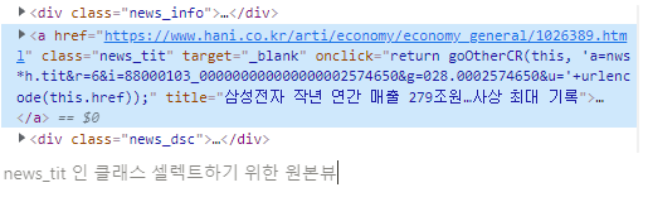 ▶<div class="news_info">…</div>
▼<a href="https://www.hani.co.kr/arti/economy/economy_general/1026389.htm
l" class="news_tit" target="_blank" onclick="return goOtherCR(this, 'a=nws
*h.tit&r=6&i=88000103_000000000000000002574650&g=028.0002574650&u='+urlenc
ode(this.href));" title="삼성전자 작년 연간 매출 279조원…사상 최대 기록">…
</a> == $0
▶<div class="news_dsc">…</div>
news_tit 인 클래스 셀렉트하기 위한 원본뷰